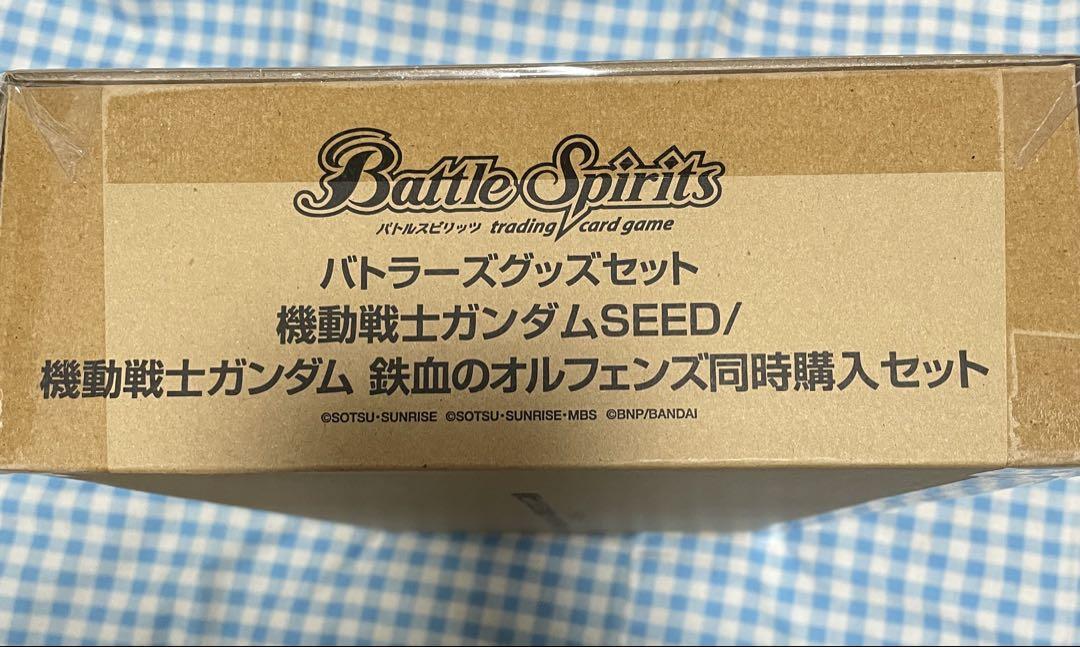 Battle Spirits
バトルスピリッツ trading card game
バトラーズグッズセット
機動戦士ガンダムSEED/
機動戦士ガンダム 鉄血のオルフェンズ同時購入セット
©SOTSU・SUNRISE ©SOTSU・SUNRISE・MBS ©BNP/BANDAI